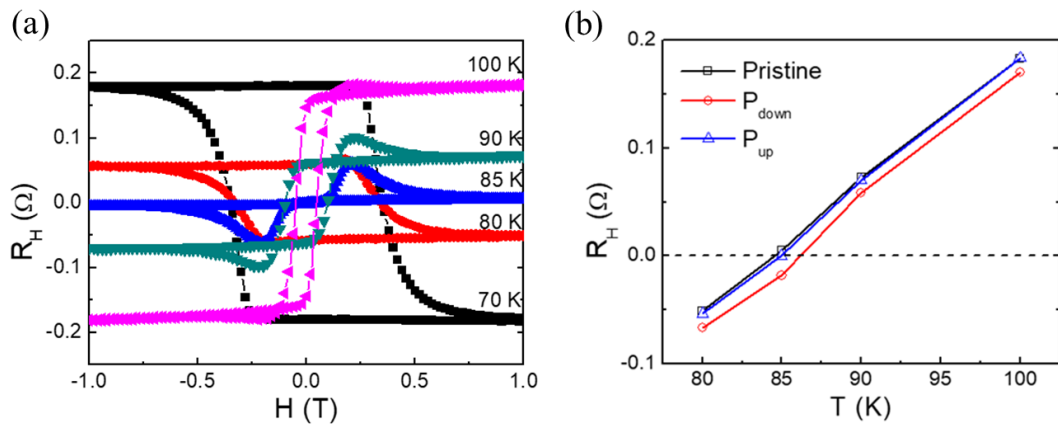 (a)
R_H (Ω)
0.2
0.1
0.0
-0.1
-0.2
100 K
90 K
85 K
80 K
70 K
-1.0 -0.5 0.0 0.5 1.0
H (T)
(b)
R_H (Ω)
0.2
0.1
0.0
-0.1
Pristine
P_down
P_up
80 85 90 95 100
T (K)